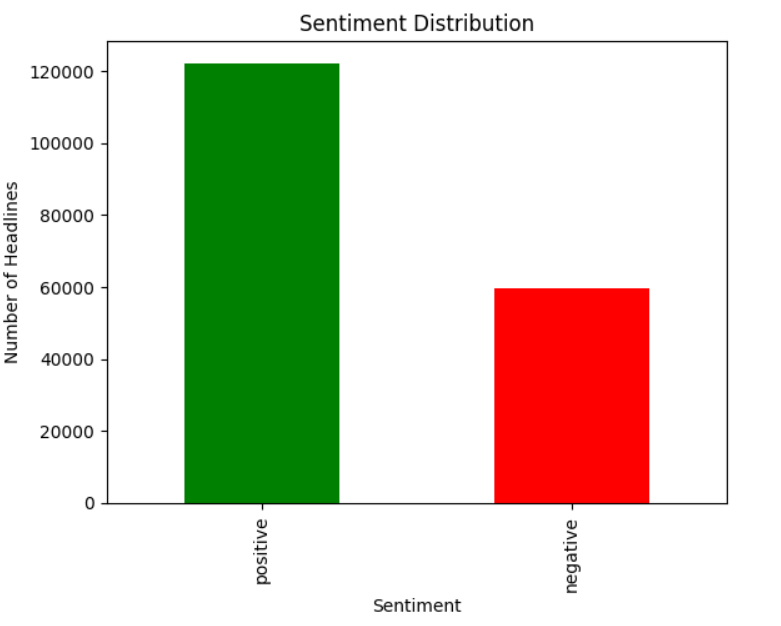 Sentiment Distribution
Number of Headlines
120000
100000
80000
60000
40000
20000
0
positive
negative
Sentiment